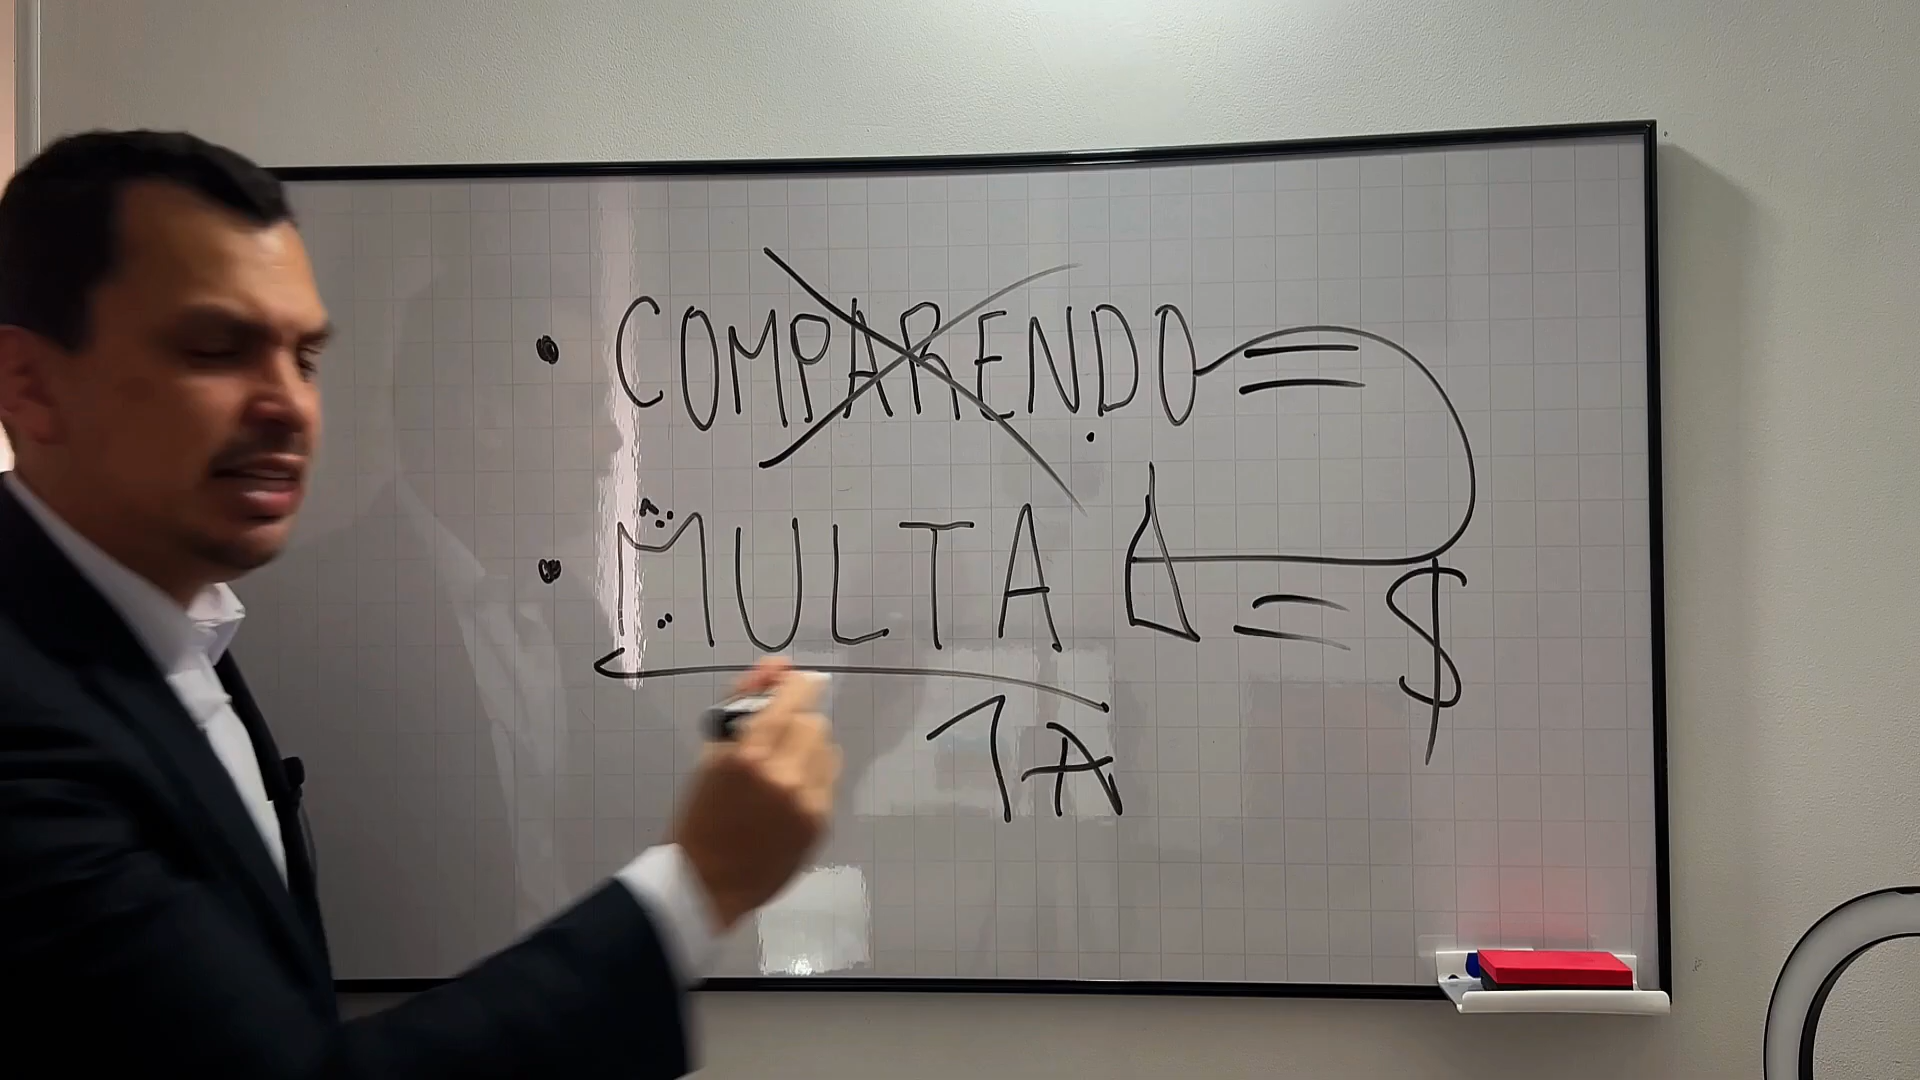 • COMPARENDO =
• MULTA = $
1A